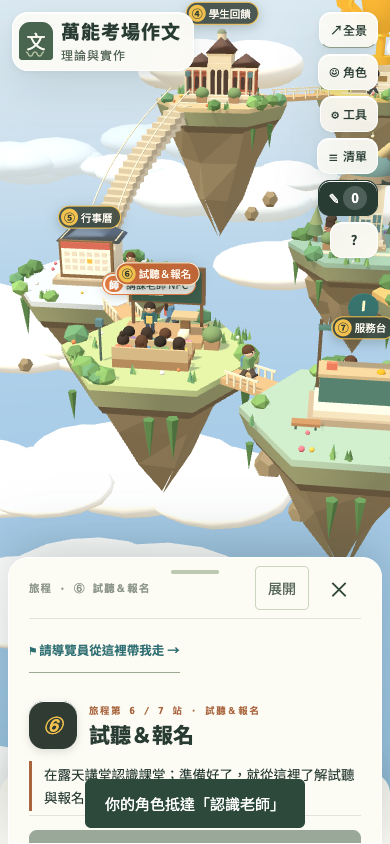 ④ 學生回饋
文 萬能考場作文
理論與實作
↗全景
☺ 角色
⚙ 工具
≡ 清單
✎ 0
?
⑤ 行事曆
⑥ 試聽＆報名
師
NPC
i
⑦ 服務台
旅程 · ⑥ 試聽＆報名
展開
⚑請導覽員從這裡帶我走 →
⑥
旅程第 6 / 7 站 · 試聽＆報名
試聽＆報名
在露天講堂認識課堂；準備好了，就從這裡了解試聽
與報名
你的角色抵達「認識老師」